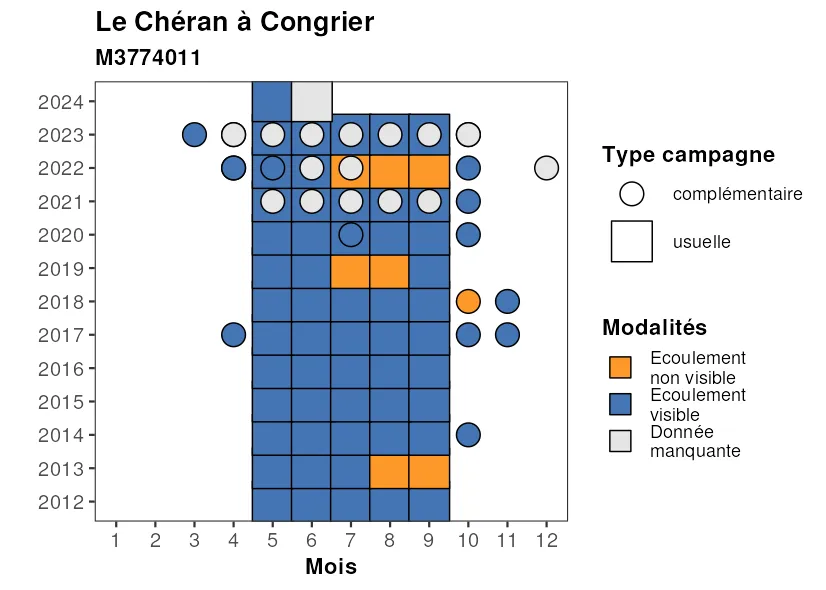 Le Chéran à Congrier
M3774011
2024
2023
2022
2021
2020
2019
2018
2017
2016
2015
2014
2013
2012
1 2 3 4 5 6 7 8 9 10 11 12
Mois
Type campagne
complémentaire
usuelle
Modalités
Ecoulement
non visible
Ecoulement
visible
Donnée
manquante